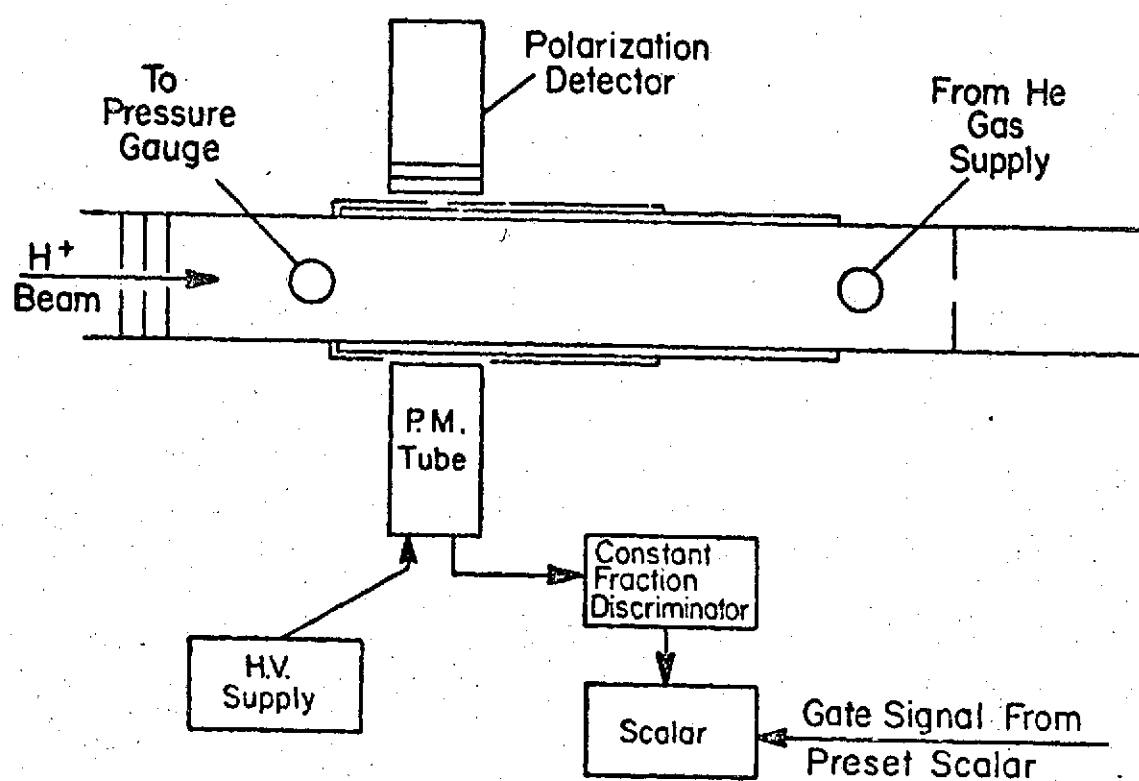 Polarization
Detector
To
Pressure
Gauge
From He
Gas
Supply
H+
Beam
P.M.
Tube
Constant
Fraction
Discriminator
H.V.
Supply
Scalar
Gate Signal From
Preset Scalar